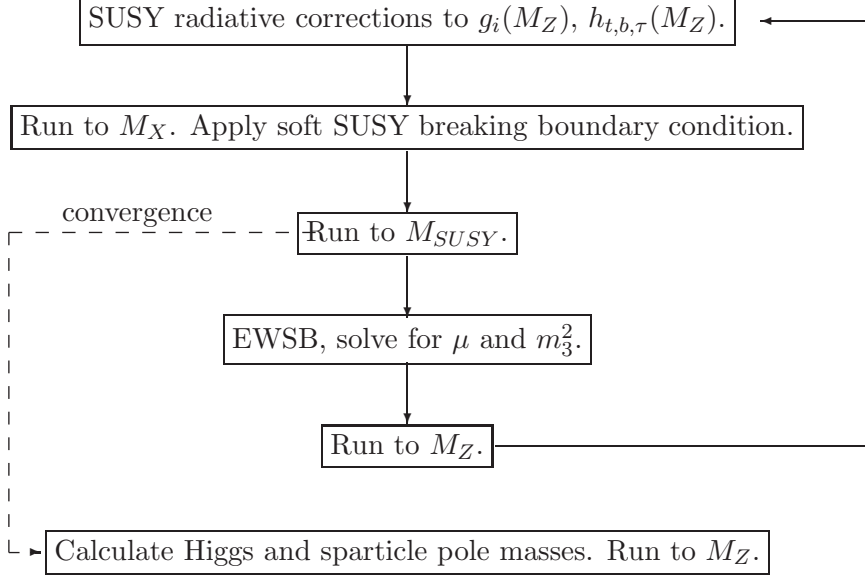 SUSY radiative corrections to $g_i(M_Z)$, $h_{t,b,\tau}(M_Z)$.
Run to $M_X$. Apply soft SUSY breaking boundary condition.
convergence
Run to $M_{SUSY}$.
EWSB, solve for $\mu$ and $m_3^2$.
Run to $M_Z$.
Calculate Higgs and sparticle pole masses. Run to $M_Z$.